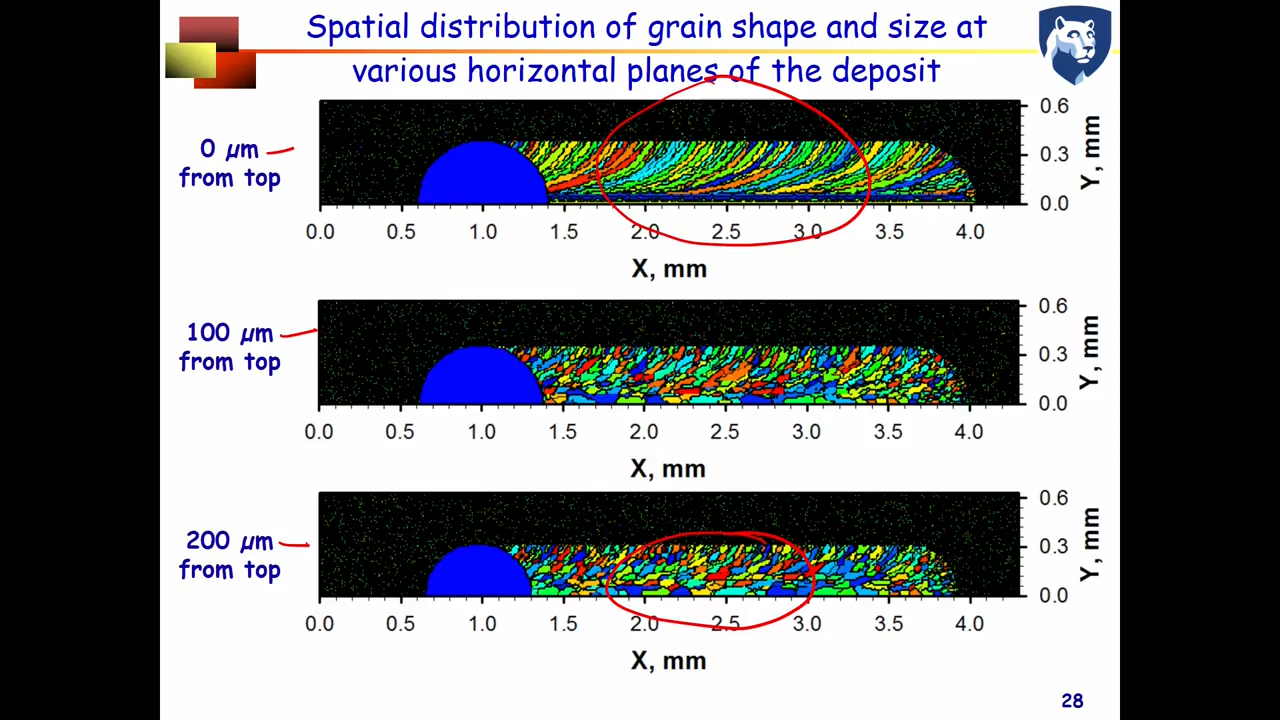 Spatial distribution of grain shape and size at
various horizontal planes of the deposit
0 µm
from top
0.6
0.3
0.0
Y, mm
0.0 0.5 1.0 1.5 2.0 2.5 3.0 3.5 4.0
X, mm
100 µm
from top
0.6
0.3
0.0
Y, mm
0.0 0.5 1.0 1.5 2.0 2.5 3.0 3.5 4.0
X, mm
200 µm
from top
0.6
0.3
0.0
Y, mm
0.0 0.5 1.0 1.5 2.0 2.5 3.0 3.5 4.0
X, mm
28